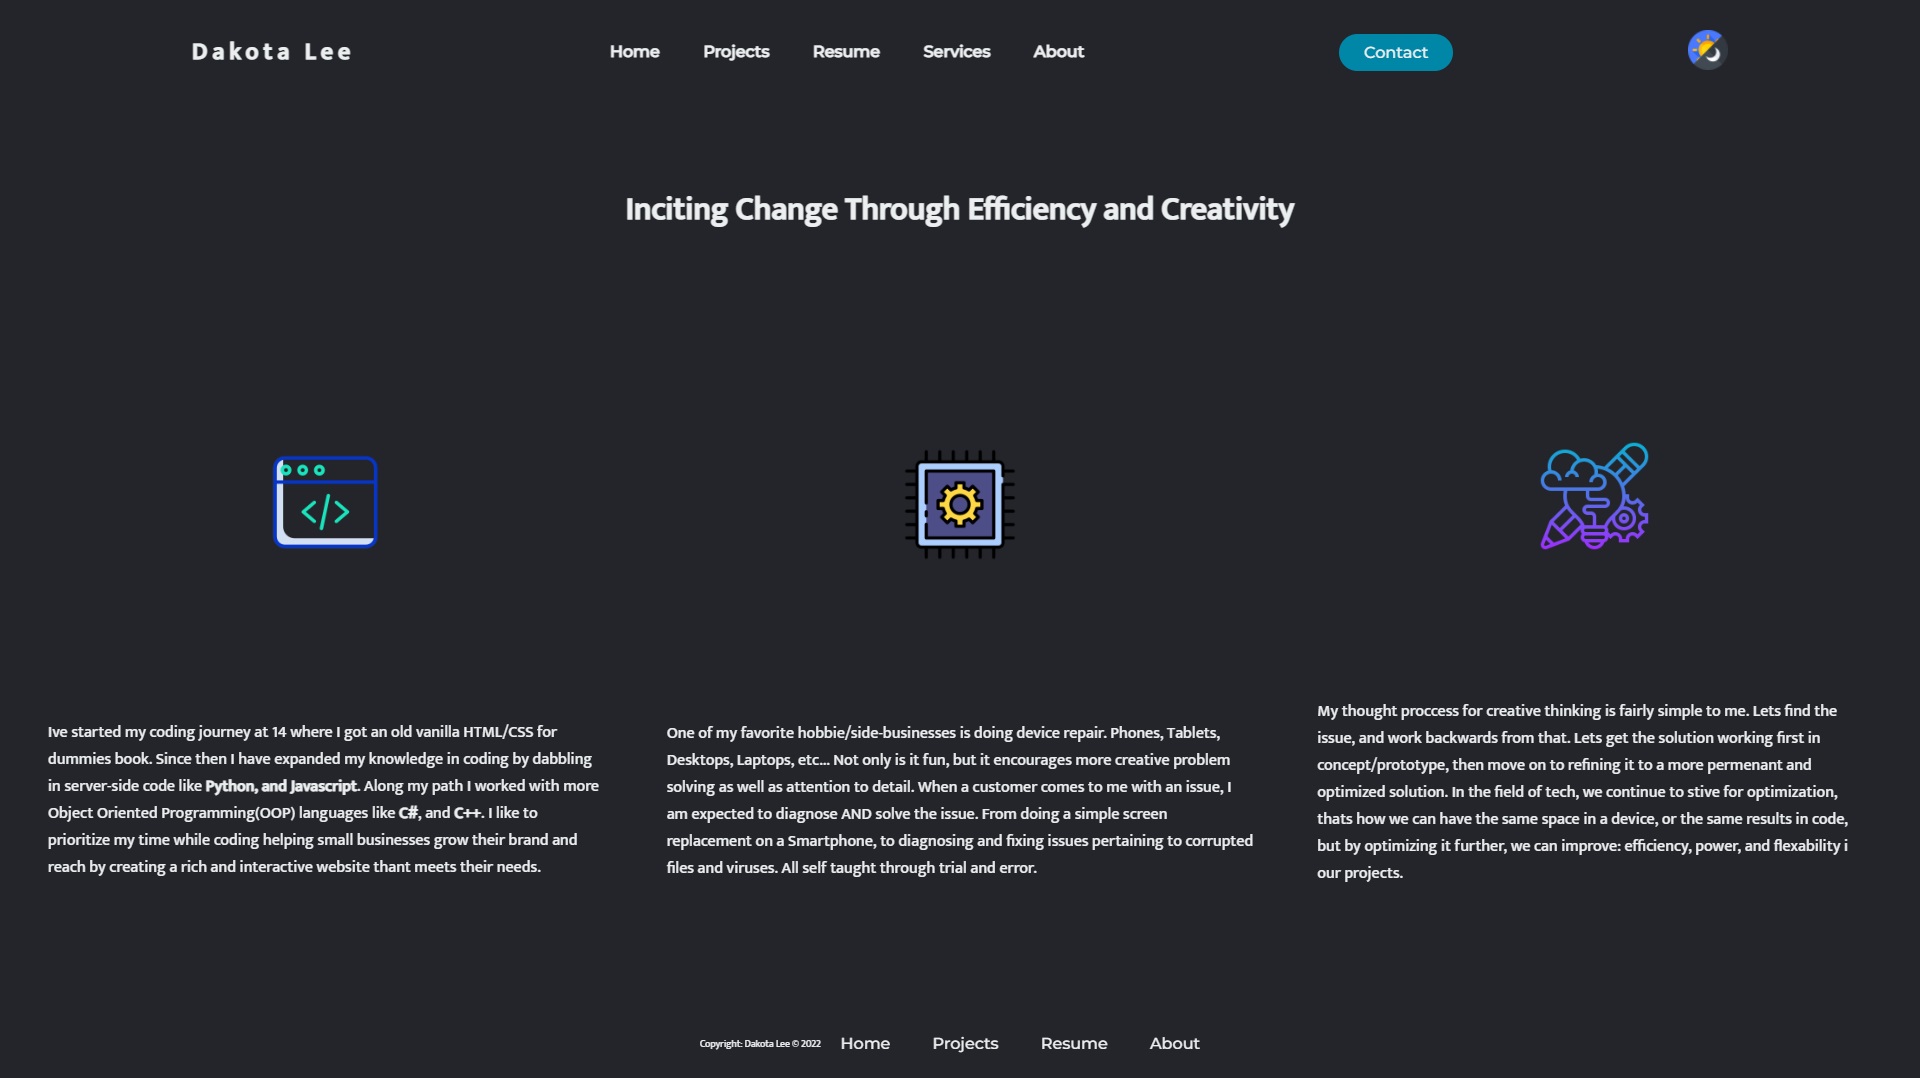 Dakota Lee
Home
Projects
Resume
Services
About
Contact
Inciting Change Through Efficiency and Creativity
Ive started my coding journey at 14 where I got an old vanilla HTML/CSS for
dummies book. Since then I have expanded my knowledge in coding by dabbling
in server-side code like Python, and Javascript. Along my path I worked with more
Object Oriented Programming(OOP) languages like C#, and C++. I like to
prioritize my time while coding helping small businesses grow their brand and
reach by creating a rich and interactive website thant meets their needs.
One of my favorite hobbie/side-businesses is doing device repair. Phones, Tablets,
Desktops, Laptops, etc... Not only is it fun, but it encourages more creative problem
solving as well as attention to detail. When a customer comes to me with an issue, I
am expected to diagnose AND solve the issue. From doing a simple screen
replacement on a Smartphone, to diagnosing and fixing issues pertaining to corrupted
files and viruses. All self taught through trial and error.
My thought proccess for creative thinking is fairly simple to me. Lets find the
issue, and work backwards from that. Lets get the solution working first in
concept/prototype, then move on to refining it to a more permenant and
optimized solution. In the field of tech, we continue to stive for optimization,
thats how we can have the same space in a device, or the same results in code,
but by optimizing it further, we can improve: efficiency, power, and flexability i
our projects.
Copyright: Dakota Lee © 2022
Home
Projects
Resume
About